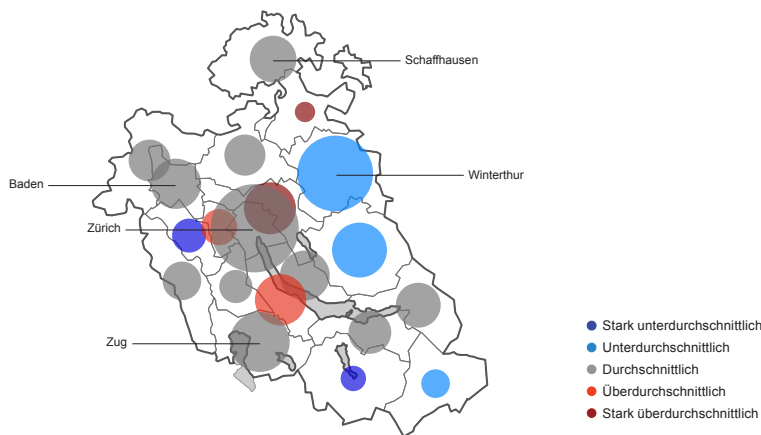 Schaffhausen
Baden
Winterthur
Zürich
Zug
Stark unterdurchschnittlich
Unterdurchschnittlich
Durchschnittlich
Überdurchschnittlich
Stark überdurchschnittlich